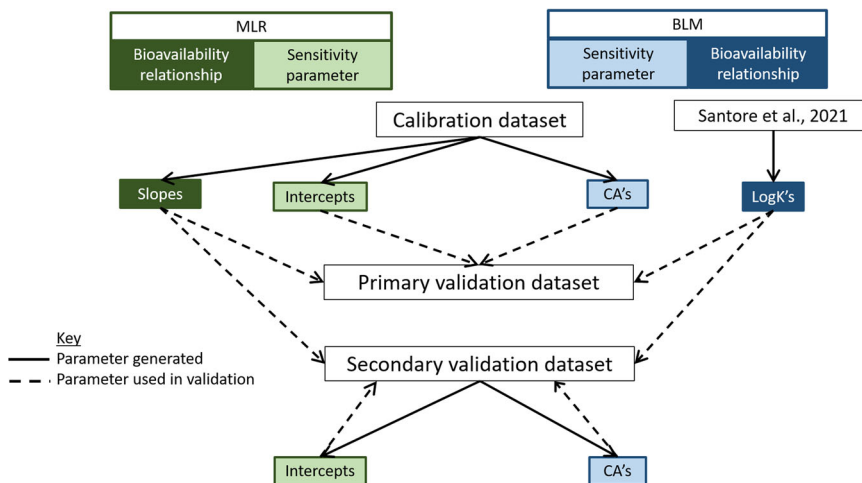 MLR
Bioavailability relationship
Sensitivity parameter
BLM
Sensitivity parameter
Bioavailability relationship
Calibration dataset
Santore et al., 2021
Slopes
Intercepts
CA's
LogK's
Primary validation dataset
Key
Parameter generated
Parameter used in validation
Secondary validation dataset
Intercepts
CA's